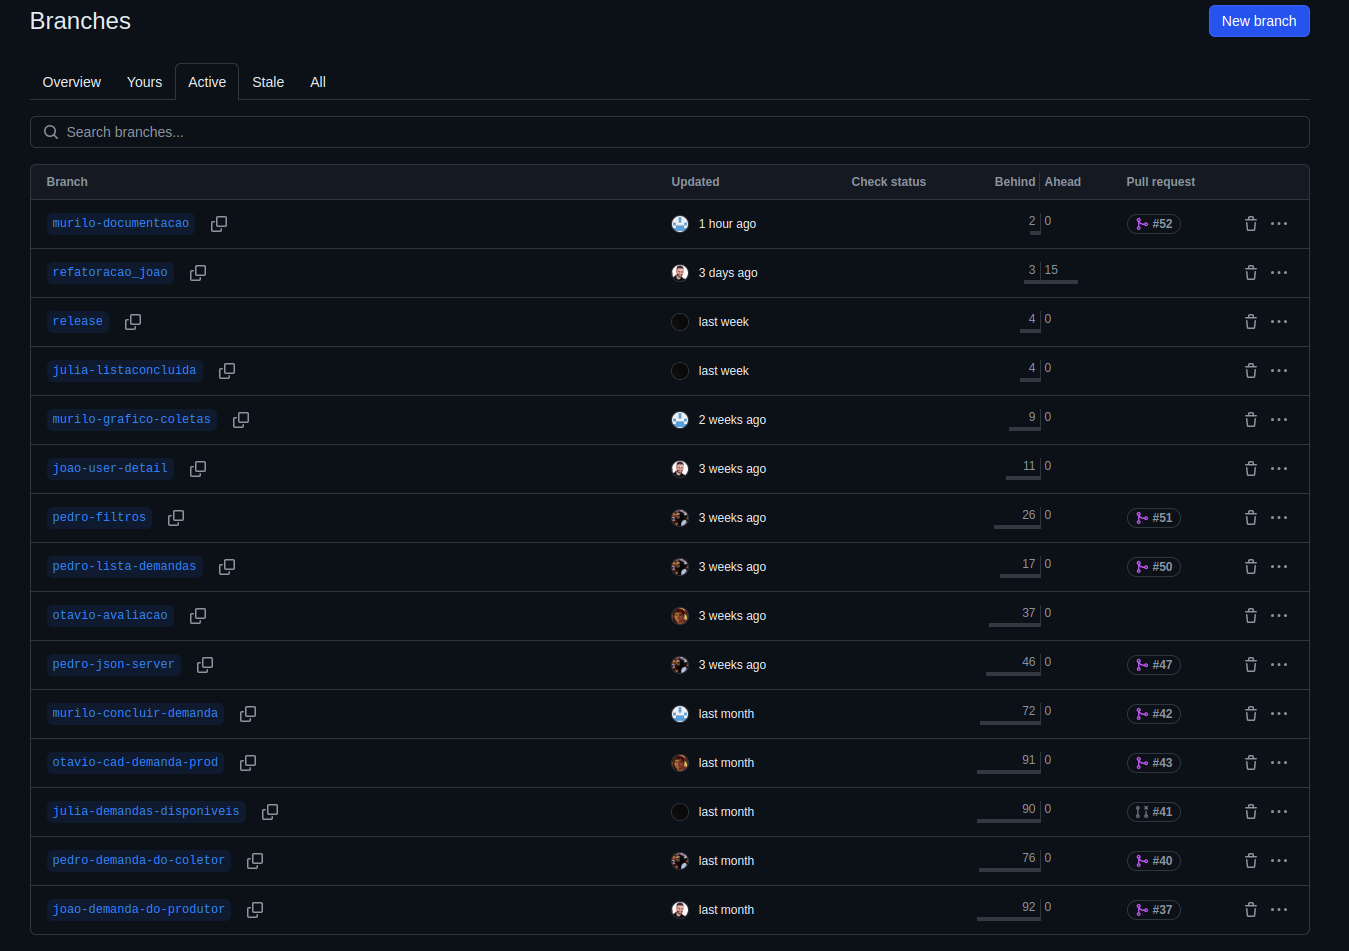 Branches
New branch
Overview Yours Active Stale All
Search branches...
Branch Updated Check status Behind Ahead Pull request
murilo-documentacao 1 hour ago 2 0 #52
refatoracao_joao 3 days ago 3 15
release last week 4 0
julia-listaconcluida last week 4 0
murilo-grafico-coletas 2 weeks ago 9 0
joao-user-detail 3 weeks ago 11 0
pedro-filtros 3 weeks ago 26 0 #51
pedro-lista-demandas 3 weeks ago 17 0 #50
otavio-avaliacao 3 weeks ago 37 0
pedro-json-server 3 weeks ago 46 0 #47
murilo-concluir-demanda last month 72 0 #42
otavio-cad-demanda-prod last month 91 0 #43
julia-demandas-disponiveis last month 90 0 #41
pedro-demanda-do-coletor last month 76 0 #40
joao-demanda-do-produtor last month 92 0 #37